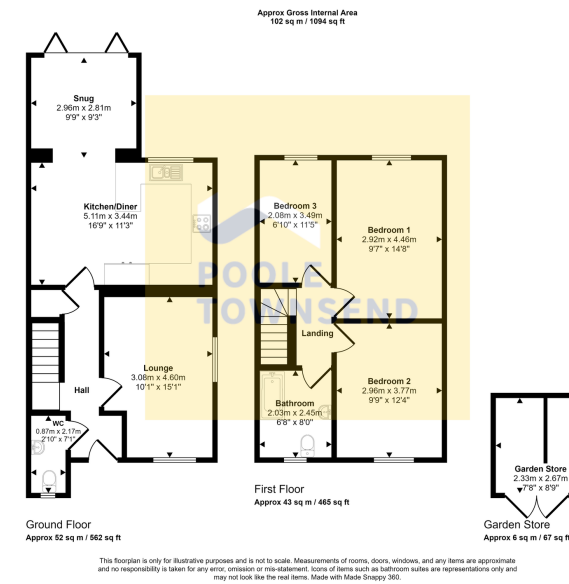 Approx Gross Internal Area
102 sq m / 1094 sq ft
Snug
2.96m x 2.81m
9'9" x 9'3"
Kitchen/Diner
5.11m x 3.44m
16'9" x 11'3"
Lounge
3.08m x 4.60m
10'1" x 15'1"
Hall
WC
0.87m x 2.17m
2'10" x 7'1"
Ground Floor
Approx 52 sq m / 562 sq ft
Bedroom 3
2.08m x 3.49m
6'10" x 11'5"
Bedroom 1
2.92m x 4.46m
9'7" x 14'8"
POOLE
TOWNSEND
Landing
Bedroom 2
2.96m x 3.77m
9'9" x 12'4"
Bathroom
2.03m x 2.45m
6'8" x 8'0"
First Floor
Approx 43 sq m / 465 sq ft
Garden Store
2.33m x 2.67m
7'8" x 8'9"
Garden Store
Approx 6 sq m / 67 sq ft
This floorplan is only for illustrative purposes and is not to scale. Measurements of rooms, doors, windows, and any items are approximate
and no responsibility is taken for any error, omission or mis-statement. Icons of items such as bathroom suites are representations only and
may not look like the real items. Made with Made Snappy 360.